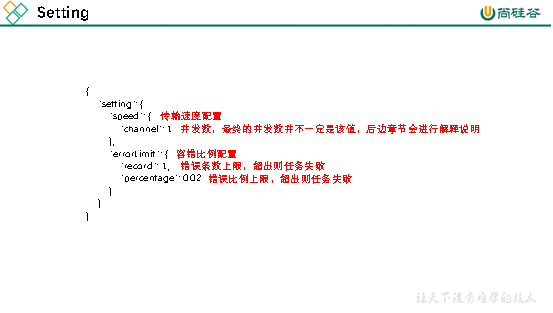 Setting
尚硅谷
{
"setting": {
"speed": { 传输速度配置
"channel": 1 并发数，最终的并发数并不一定是该值，后边章节会进行解释说明
},
"errorLimit": { 容错比例配置
"record": 1, 错误条数上限，超出则任务失败
"percentage": 0.02 错误比例上限，超出则任务失败
}
}
}
让天下没有难学的技术